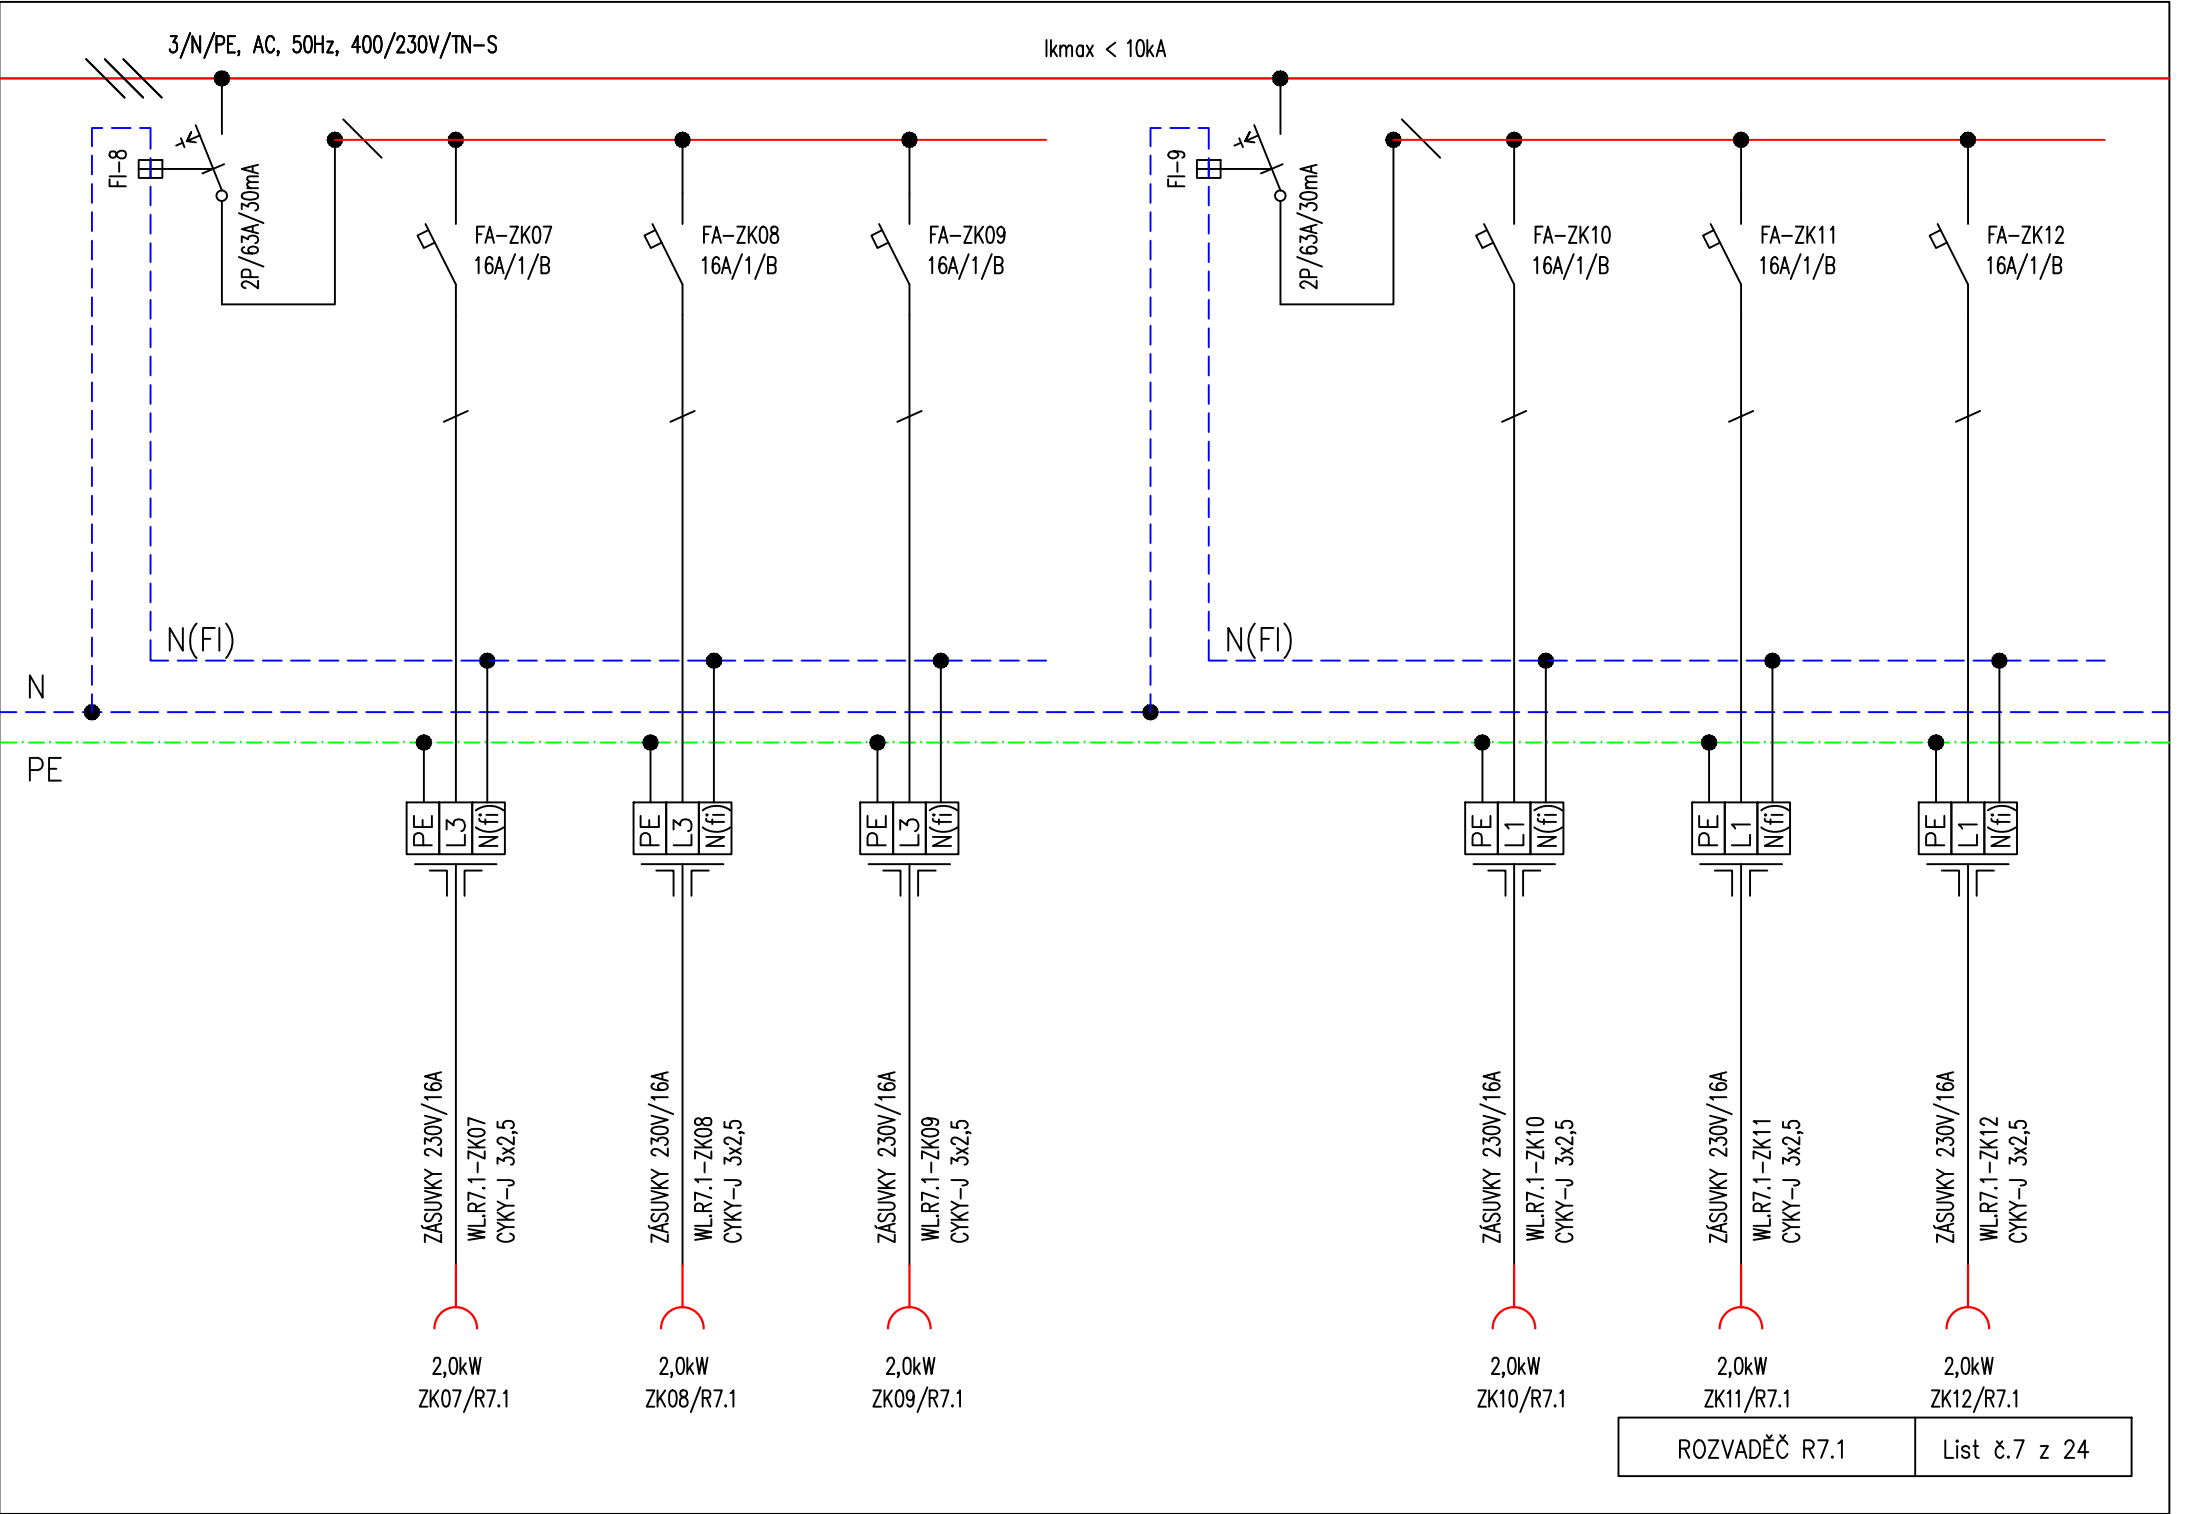 3/N/PE, AC, 50Hz, 400/230V/TN-S
Ikmax < 10kA
FI-8
2P/63A/30mA
FA-ZK07
16A/1/B
FA-ZK08
16A/1/B
FA-ZK09
16A/1/B
FI-9
2P/63A/30mA
FA-ZK10
16A/1/B
FA-ZK11
16A/1/B
FA-ZK12
16A/1/B
N(FI)
N(FI)
N
PE
PE L3 N(fi)
PE L3 N(fi)
PE L3 N(fi)
PE L1 N(fi)
PE L1 N(fi)
PE L1 N(fi)
ZÁSUVKY 230V/16A
WL.R7.1-ZK07
CYKY-J 3x2,5
ZÁSUVKY 230V/16A
WL.R7.1-ZK08
CYKY-J 3x2,5
ZÁSUVKY 230V/16A
WL.R7.1-ZK09
CYKY-J 3x2,5
ZÁSUVKY 230V/16A
WL.R7.1-ZK10
CYKY-J 3x2,5
ZÁSUVKY 230V/16A
WL.R7.1-ZK11
CYKY-J 3x2,5
ZÁSUVKY 230V/16A
WL.R7.1-ZK12
CYKY-J 3x2,5
2,0kW
ZK07/R7.1
2,0kW
ZK08/R7.1
2,0kW
ZK09/R7.1
2,0kW
ZK10/R7.1
2,0kW
ZK11/R7.1
2,0kW
ZK12/R7.1
ROZVADĚČ R7.1
List č.7 z 24